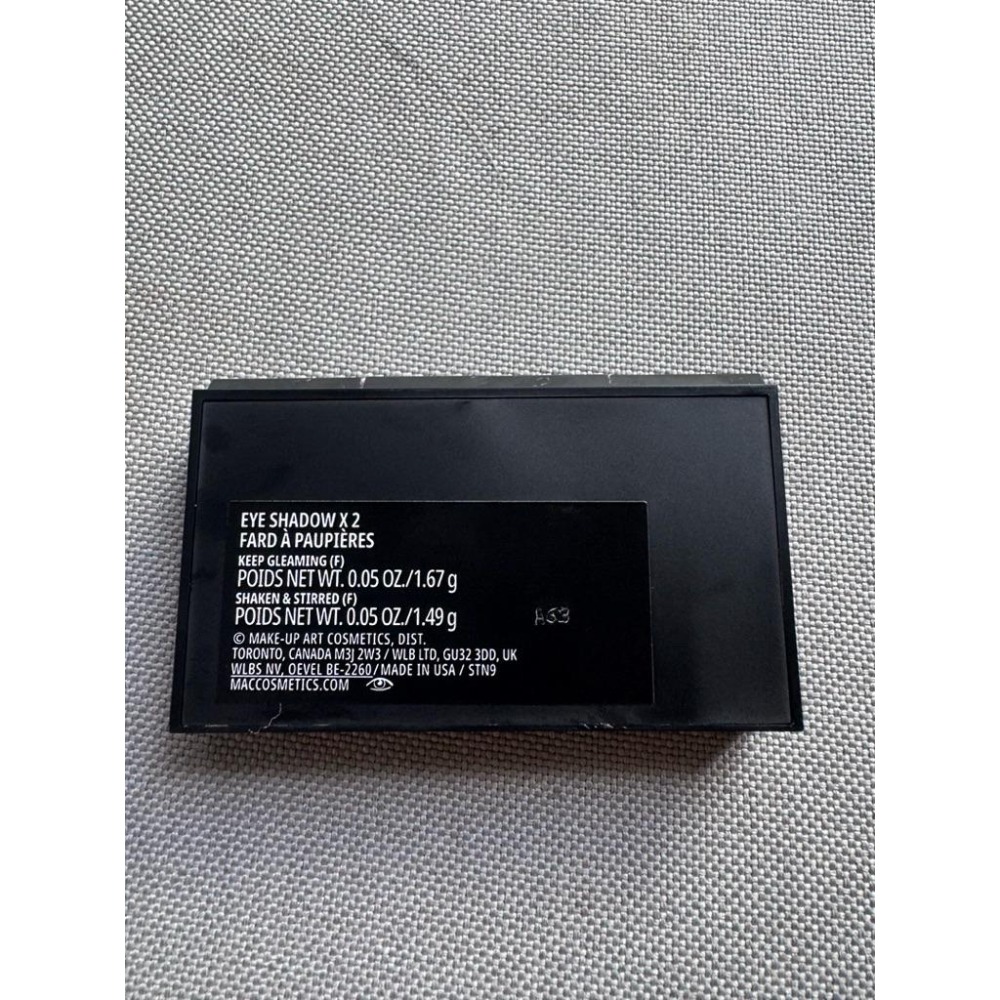 EYE SHADOW X 2
FARD À PAUPIÈRES
KEEP GLEAMING (F)
POIDS NET WT. 0.05 OZ./1.67 g
SHAKEN & STIRRED (F)
POIDS NET WT. 0.05 OZ./1.49 g
A63
© MAKE-UP ART COSMETICS, DIST.
TORONTO, CANADA M3J 2W3 / WLB LTD, GU32 3DD, UK
WLBS NV, OEVEL BE-2260/MADE IN USA / STN9
MACCOSMETICS.COM